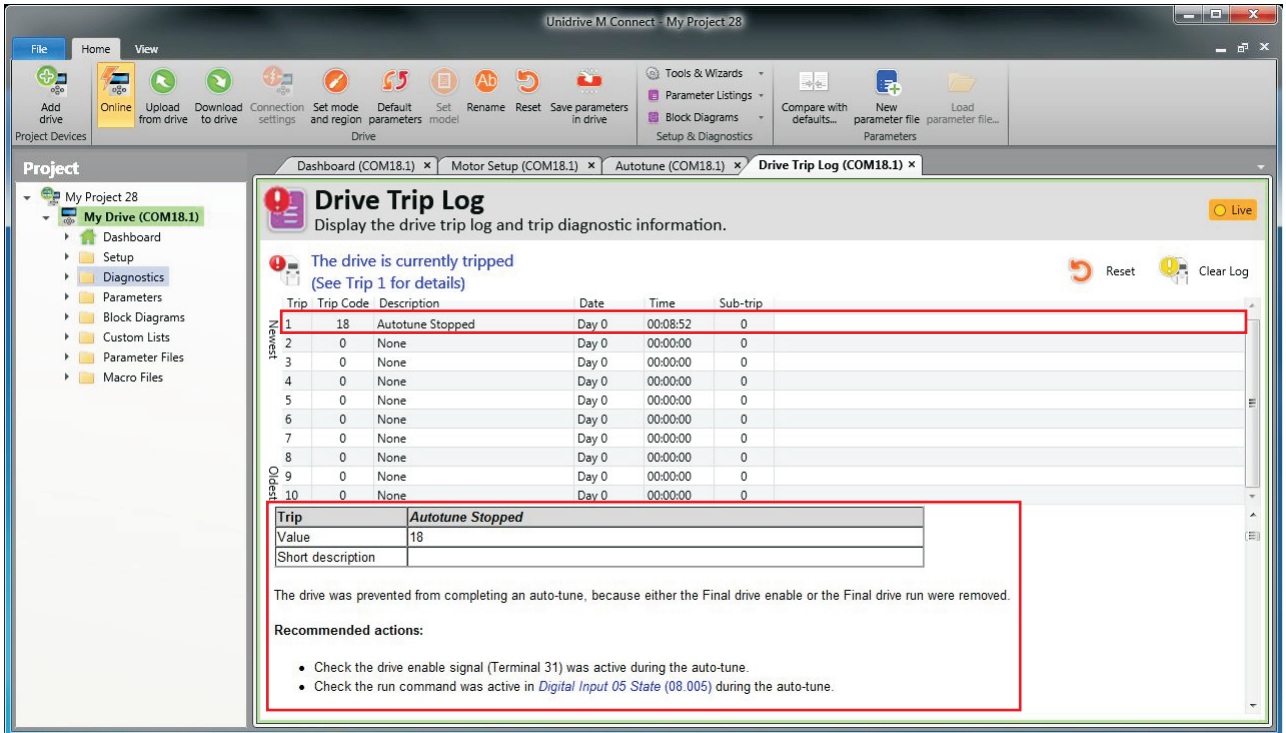 Unidrive M Connect - My Project 28
File Home View
Add drive
Online
Upload from drive
Download to drive
Connection settings
Set mode and region
Default parameters
Set model
Rename
Reset
Save parameters in drive
Tools & Wizards
Parameter Listings
Block Diagrams
Compare with defaults...
New parameter file
Load parameter file...
Project Devices
Drive
Setup & Diagnostics
Parameters
Project
My Project 28
My Drive (COM18.1)
Dashboard
Setup
Diagnostics
Parameters
Block Diagrams
Custom Lists
Parameter Files
Macro Files
Dashboard (COM18.1) × Motor Setup (COM18.1) × Autotune (COM18.1) × Drive Trip Log (COM18.1) ×
Drive Trip Log
Display the drive trip log and trip diagnostic information.
Live
The drive is currently tripped
(See Trip 1 for details)
Reset
Clear Log
Trip Trip Code Description Date Time Sub-trip
Newest
1 18 Autotune Stopped Day 0 00:08:52 0
2 0 None Day 0 00:00:00 0
3 0 None Day 0 00:00:00 0
4 0 None Day 0 00:00:00 0
5 0 None Day 0 00:00:00 0
6 0 None Day 0 00:00:00 0
7 0 None Day 0 00:00:00 0
8 0 None Day 0 00:00:00 0
Oldest
9 0 None Day 0 00:00:00 0
10 0 None Day 0 00:00:00 0
Trip Autotune Stopped
Value 18
Short description
The drive was prevented from completing an auto-tune, because either the Final drive enable or the Final drive run were removed.
Recommended actions:
• Check the drive enable signal (Terminal 31) was active during the auto-tune.
• Check the run command was active in Digital Input 05 State (08.005) during the auto-tune.